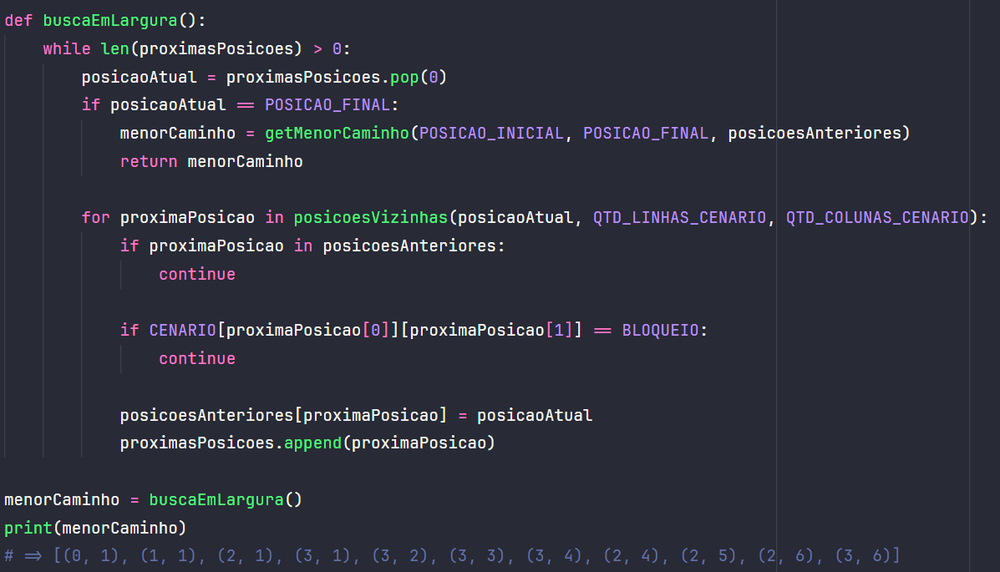 def buscaEmLargura():
    while len(proximasPosicoes) > 0:
        posicaoAtual = proximasPosicoes.pop(0)
        if posicaoAtual == POSICAO_FINAL:
            menorCaminho = getMenorCaminho(POSICAO_INICIAL, POSICAO_FINAL, posicoesAnteriores)
            return menorCaminho

        for proximaPosicao in posicoesVizinhas(posicaoAtual, QTD_LINHAS_CENARIO, QTD_COLUNAS_CENARIO):
            if proximaPosicao in posicoesAnteriores:
                continue

            if CENARIO[proximaPosicao[0]][proximaPosicao[1]] == BLOQUEIO:
                continue

            posicoesAnteriores[proximaPosicao] = posicaoAtual
            proximasPosicoes.append(proximaPosicao)

menorCaminho = buscaEmLargura()
print(menorCaminho)
# => [(0, 1), (1, 1), (2, 1), (3, 1), (3, 2), (3, 3), (3, 4), (2, 4), (2, 5), (2, 6), (3, 6)]